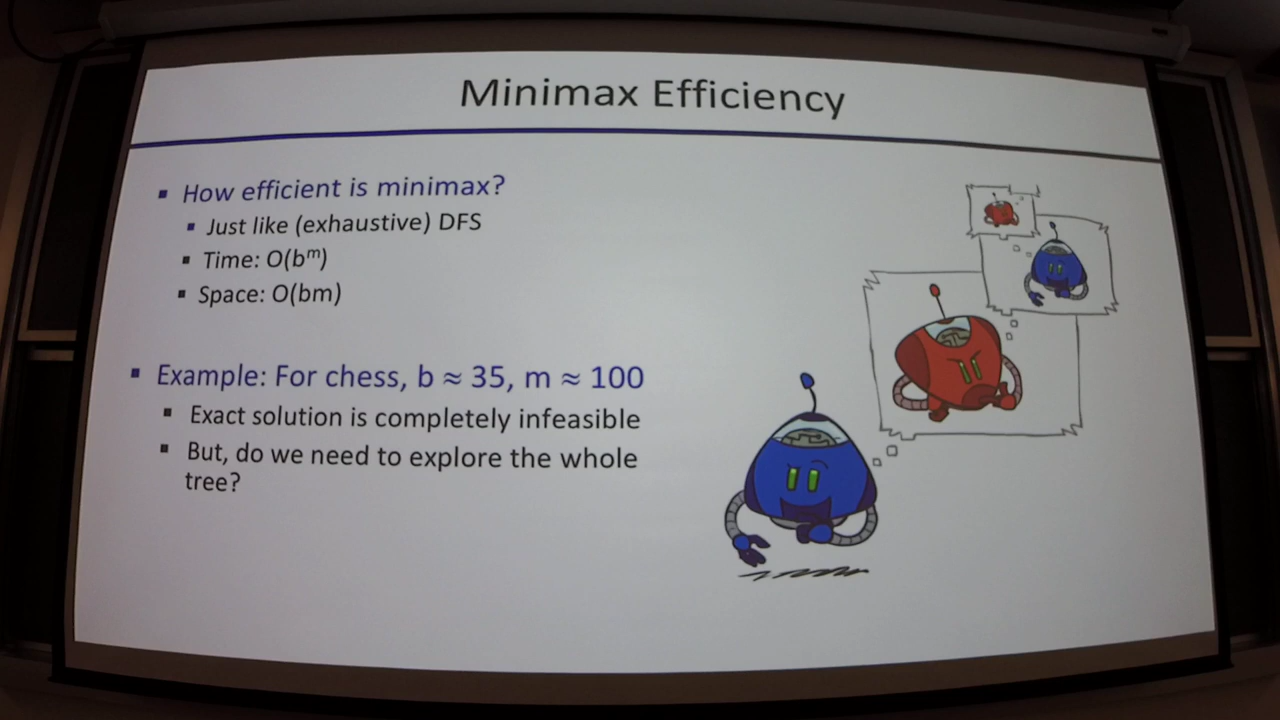 Minimax Efficiency
▪ How efficient is minimax?
▪ Just like (exhaustive) DFS
▪ Time: O(bᵐ)
▪ Space: O(bm)
▪ Example: For chess, b ≈ 35, m ≈ 100
▪ Exact solution is completely infeasible
▪ But, do we need to explore the whole
tree?